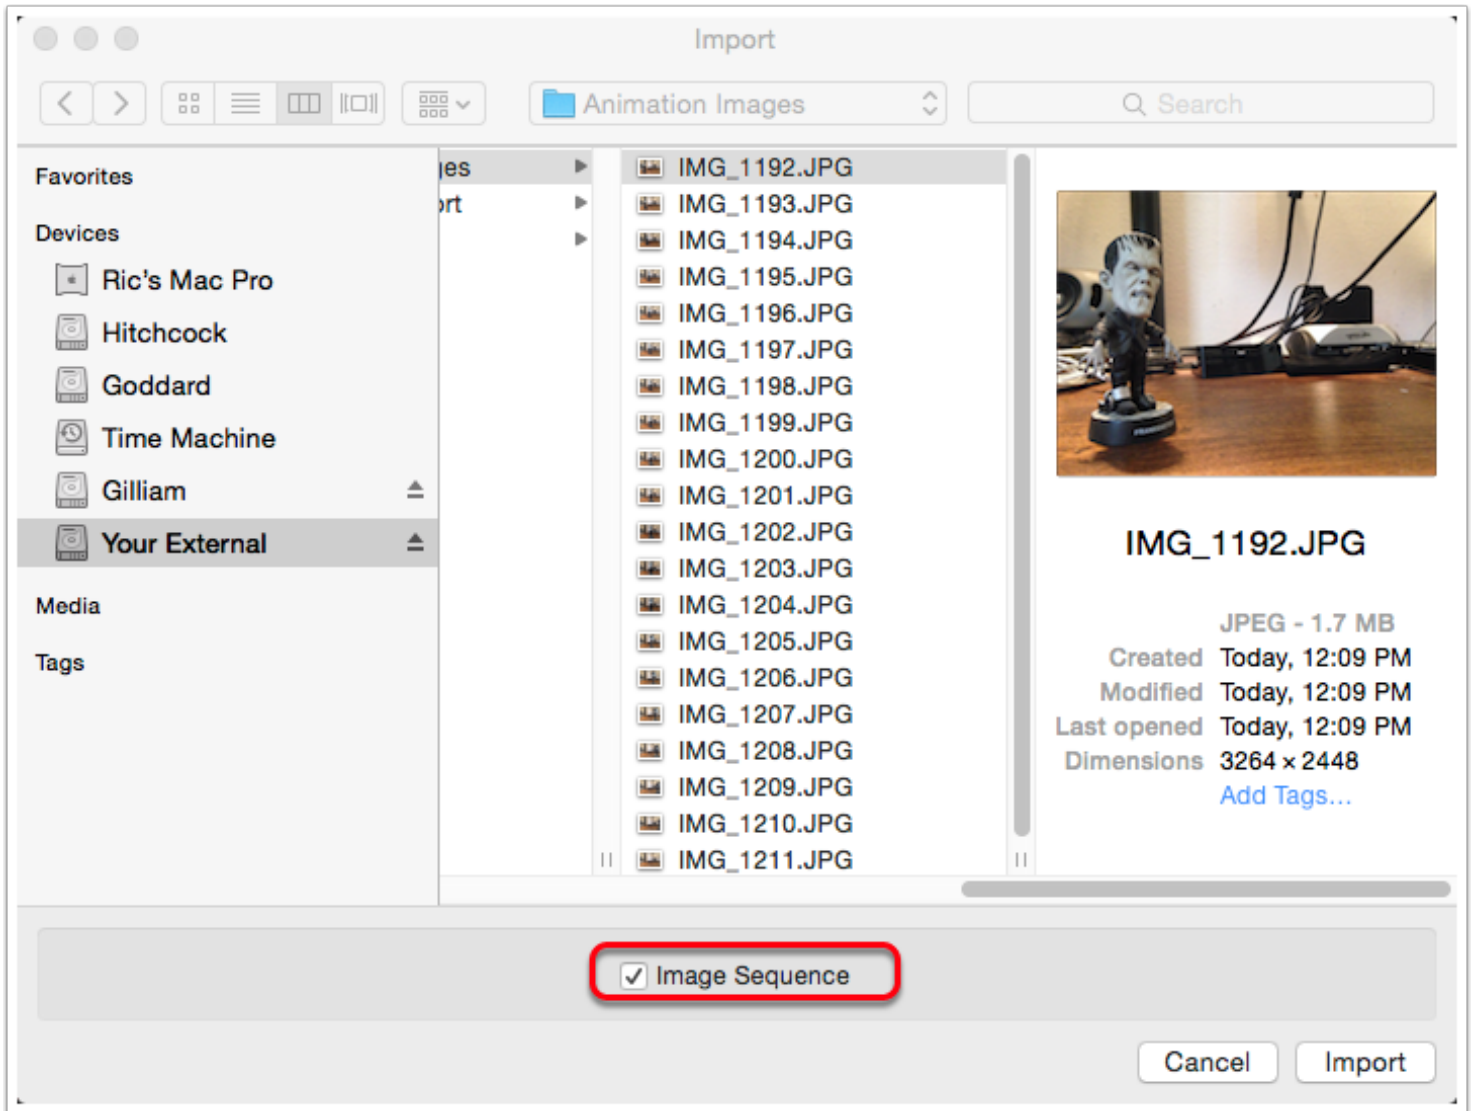 Import
Animation Images
Search
Favorites
Devices
Ric's Mac Pro
Hitchcock
Goddard
Time Machine
Gilliam
Your External
Media
Tags
ges
ort
IMG_1192.JPG
IMG_1193.JPG
IMG_1194.JPG
IMG_1195.JPG
IMG_1196.JPG
IMG_1197.JPG
IMG_1198.JPG
IMG_1199.JPG
IMG_1200.JPG
IMG_1201.JPG
IMG_1202.JPG
IMG_1203.JPG
IMG_1204.JPG
IMG_1205.JPG
IMG_1206.JPG
IMG_1207.JPG
IMG_1208.JPG
IMG_1209.JPG
IMG_1210.JPG
IMG_1211.JPG
IMG_1192.JPG
JPEG - 1.7 MB
Created Today, 12:09 PM
Modified Today, 12:09 PM
Last opened Today, 12:09 PM
Dimensions 3264 × 2448
Add Tags...
Image Sequence
Cancel
Import